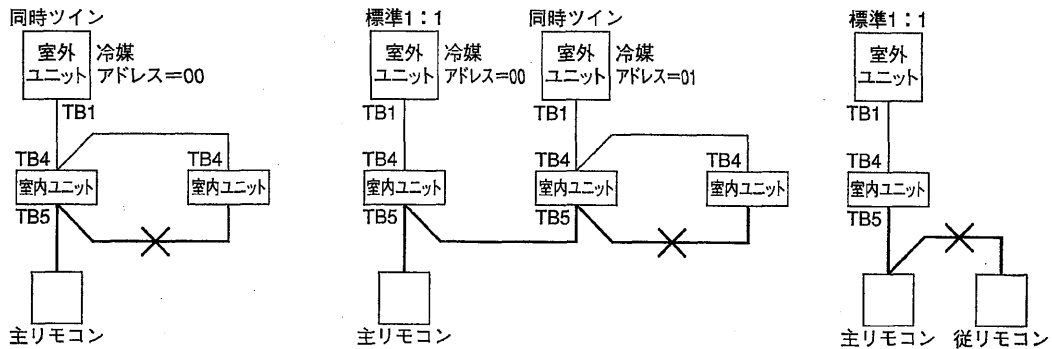 同時ツイン
室外
ユニット
冷媒
アドレス=00
TB1
TB4
TB4
室内ユニット
室内ユニット
TB5
主リモコン
標準1：1
室外
ユニット
冷媒
アドレス=00
TB1
TB4
室内ユニット
TB5
主リモコン
同時ツイン
室外
ユニット
冷媒
アドレス=01
TB1
TB4
TB4
室内ユニット
室内ユニット
TB5
標準1：1
室外
ユニット
TB1
TB4
室内ユニット
TB5
主リモコン
従リモコン